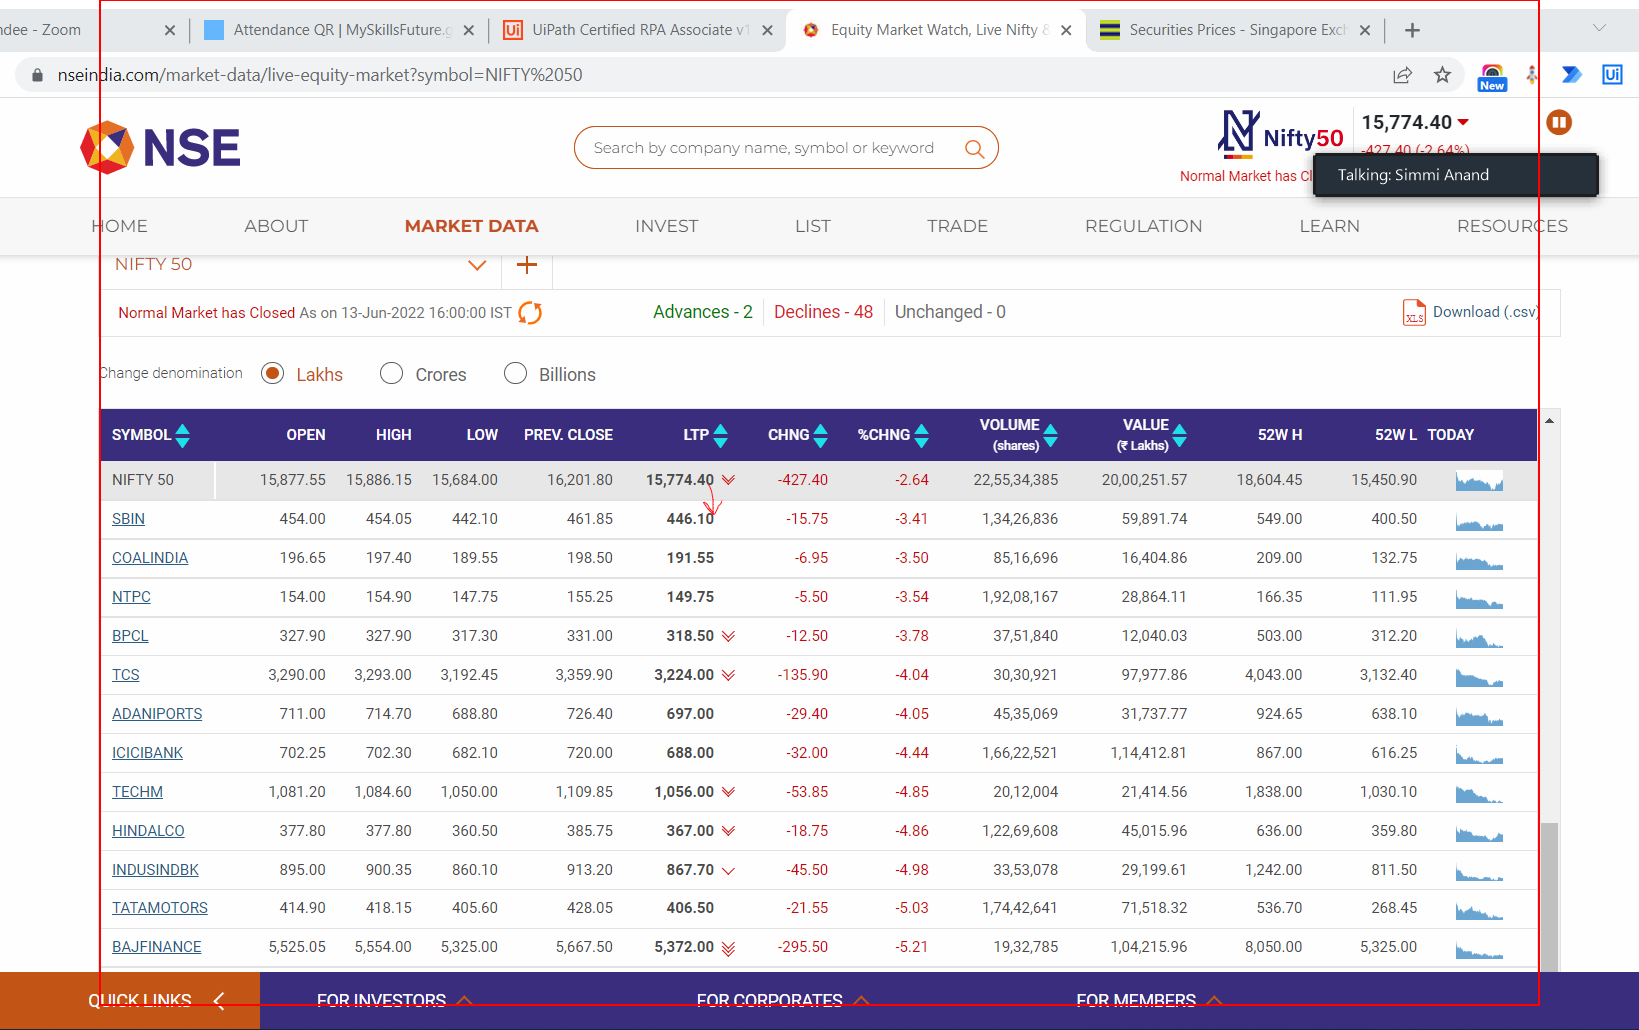 ndee - Zoom
Attendance QR | MySkillsFuture.g
Ui
UiPath Certified RPA Associate v1
Equity Market Watch, Live Nifty &
Securities Prices - Singapore Exch
nseindia.com/market-data/live-equity-market?symbol=NIFTY%2050
New
Ui
NSE
Search by company name, symbol or keyword
Nifty50
15,774.40
-427.40 (-2.64%)
Normal Market has Cl
Talking: Simmi Anand
HOME ABOUT MARKET DATA INVEST LIST TRADE REGULATION LEARN RESOURCES
NIFTY 50
Normal Market has Closed As on 13-Jun-2022 16:00:00 IST
Advances - 2 Declines - 48 Unchanged - 0
XLS Download (.csv)
Change denomination Lakhs Crores Billions
SYMBOL OPEN HIGH LOW PREV. CLOSE LTP CHNG %CHNG VOLUME (shares) VALUE (₹ Lakhs) 52W H 52W L TODAY
NIFTY 50 15,877.55 15,886.15 15,684.00 16,201.80 15,774.40 -427.40 -2.64 22,55,34,385 20,00,251.57 18,604.45 15,450.90
SBIN 454.00 454.05 442.10 461.85 446.10 -15.75 -3.41 1,34,26,836 59,891.74 549.00 400.50
COALINDIA 196.65 197.40 189.55 198.50 191.55 -6.95 -3.50 85,16,696 16,404.86 209.00 132.75
NTPC 154.00 154.90 147.75 155.25 149.75 -5.50 -3.54 1,92,08,167 28,864.11 166.35 111.95
BPCL 327.90 327.90 317.30 331.00 318.50 -12.50 -3.78 37,51,840 12,040.03 503.00 312.20
TCS 3,290.00 3,293.00 3,192.45 3,359.90 3,224.00 -135.90 -4.04 30,30,921 97,977.86 4,043.00 3,132.40
ADANIPORTS 711.00 714.70 688.80 726.40 697.00 -29.40 -4.05 45,35,069 31,737.77 924.65 638.10
ICICIBANK 702.25 702.30 682.10 720.00 688.00 -32.00 -4.44 1,66,22,521 1,14,412.81 867.00 616.25
TECHM 1,081.20 1,084.60 1,050.00 1,109.85 1,056.00 -53.85 -4.85 20,12,004 21,414.56 1,838.00 1,030.10
HINDALCO 377.80 377.80 360.50 385.75 367.00 -18.75 -4.86 1,22,69,608 45,015.96 636.00 359.80
INDUSINDBK 895.00 900.35 860.10 913.20 867.70 -45.50 -4.98 33,53,078 29,199.61 1,242.00 811.50
TATAMOTORS 414.90 418.15 405.60 428.05 406.50 -21.55 -5.03 1,74,42,641 71,518.32 536.70 268.45
BAJFINANCE 5,525.05 5,554.00 5,325.00 5,667.50 5,372.00 -295.50 -5.21 19,32,785 1,04,215.96 8,050.00 5,325.00
QUICK LINKS FOR INVESTORS FOR CORPORATES FOR MEMBERS